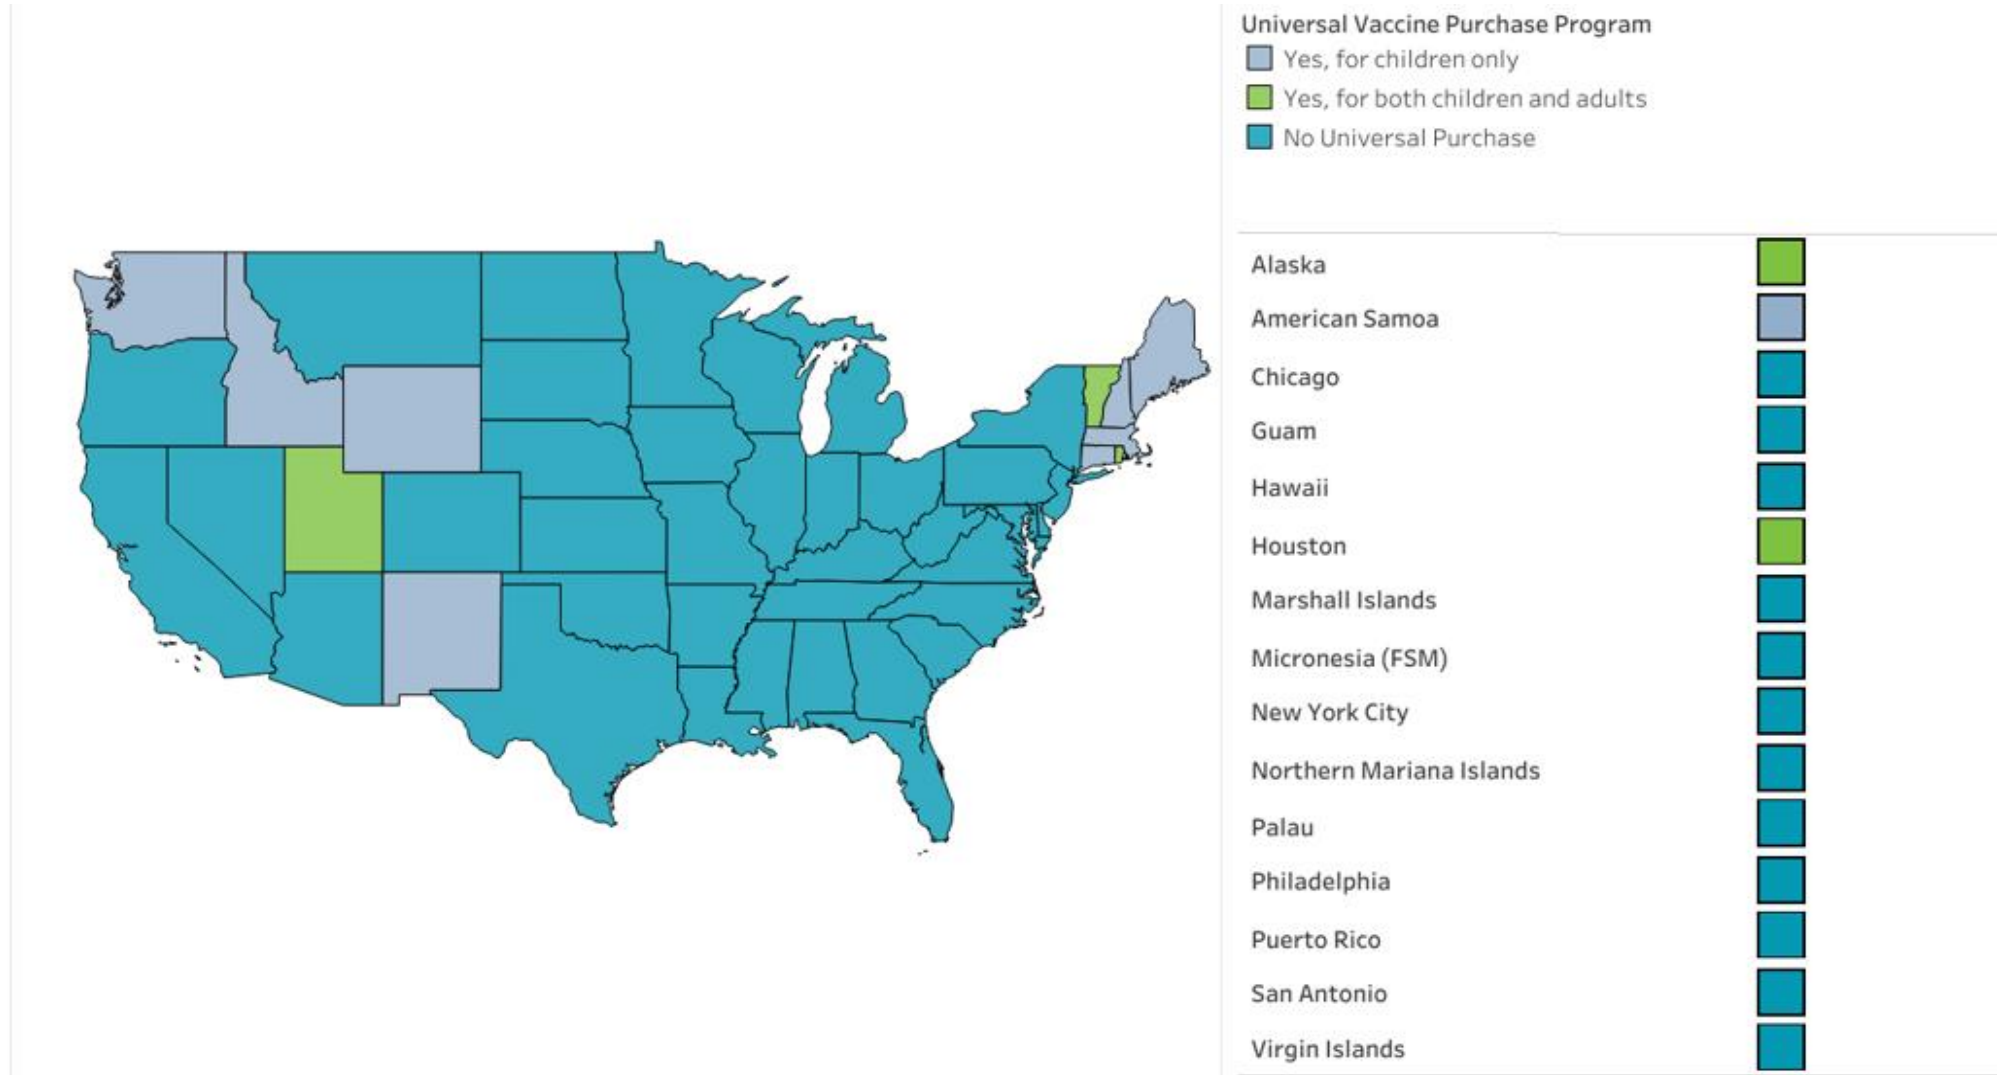 Universal Vaccine Purchase Program
Yes, for children only
Yes, for both children and adults
No Universal Purchase
Alaska
American Samoa
Chicago
Guam
Hawaii
Houston
Marshall Islands
Micronesia (FSM)
New York City
Northern Mariana Islands
Palau
Philadelphia
Puerto Rico
San Antonio
Virgin Islands